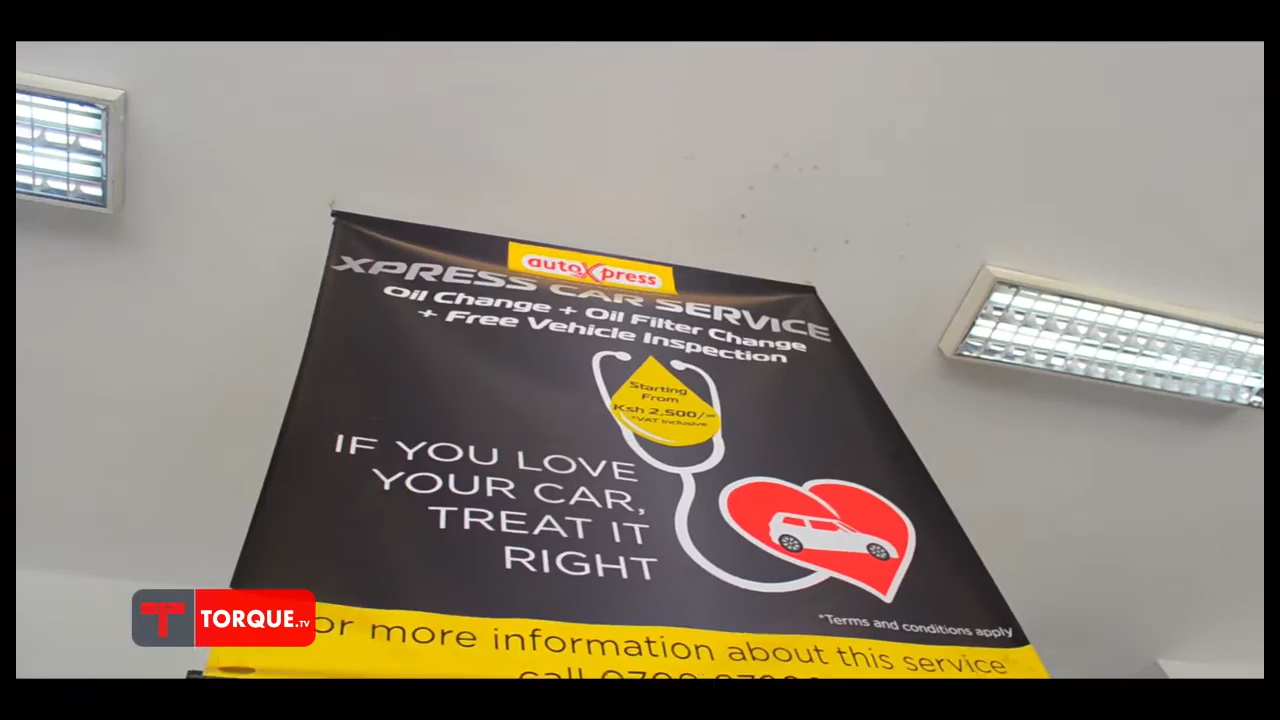 autoXpress
XPRESS CAR SERVICE
Oil Change + Oil Filter Change
+ Free Vehicle Inspection
Starting
From
Ksh 2,500/=
*VAT Inclusive
IF YOU LOVE
YOUR CAR,
TREAT IT
RIGHT
*Terms and conditions apply
or more information about this service
call
T TORQUE.TV